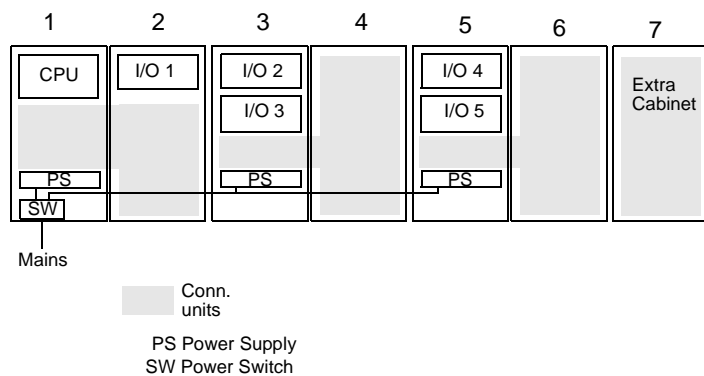 1 2 3 4 5 6 7
CPU I/O 1 I/O 2 I/O 4
I/O 3 I/O 5
Extra
Cabinet
PS PS PS
SW
Mains
Conn.
units
PS Power Supply
SW Power Switch